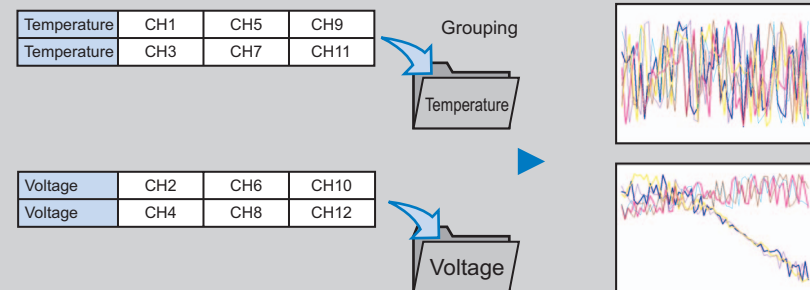 Temperature CH1 CH5 CH9
Temperature CH3 CH7 CH11
Grouping
Temperature
Voltage CH2 CH6 CH10
Voltage CH4 CH8 CH12
Voltage